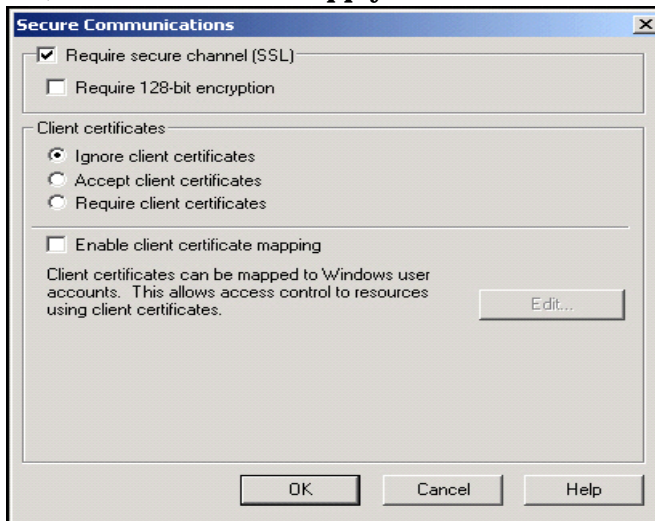 Secure Communications
Require secure channel (SSL)
Require 128-bit encryption
Client certificates
Ignore client certificates
Accept client certificates
Require client certificates
Enable client certificate mapping
Client certificates can be mapped to Windows user
accounts. This allows access control to resources
using client certificates.
Edit...
OK Cancel Help